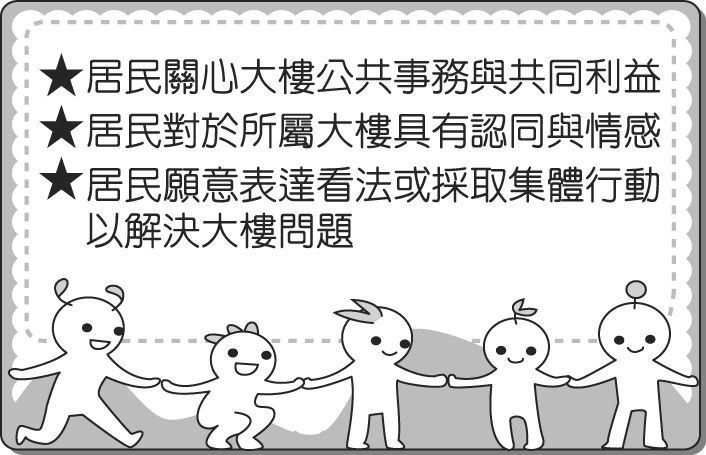 ★居民關心大樓公共事務與共同利益
★居民對於所屬大樓具有認同與情感
★居民願意表達看法或採取集體行動
以解決大樓問題